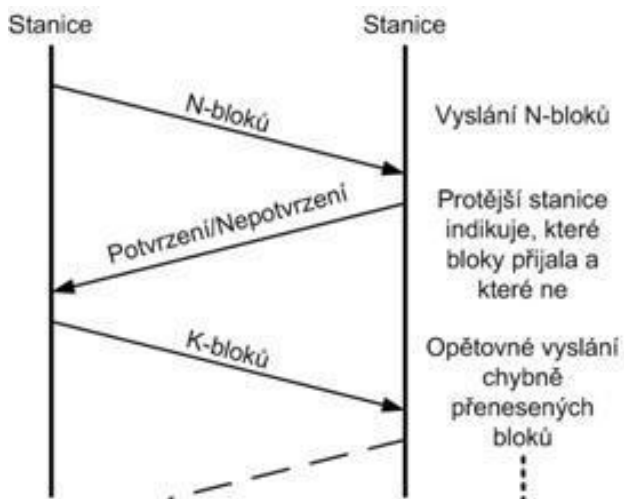 Stanice
Stanice
N-bloků
Vyslání N-bloků
Potvrzení/Nepotvrzení
Protější stanice
indikuje, které
bloky přijala a
které ne
K-bloků
Opětovné vyslání
chybně
přenesených
bloků